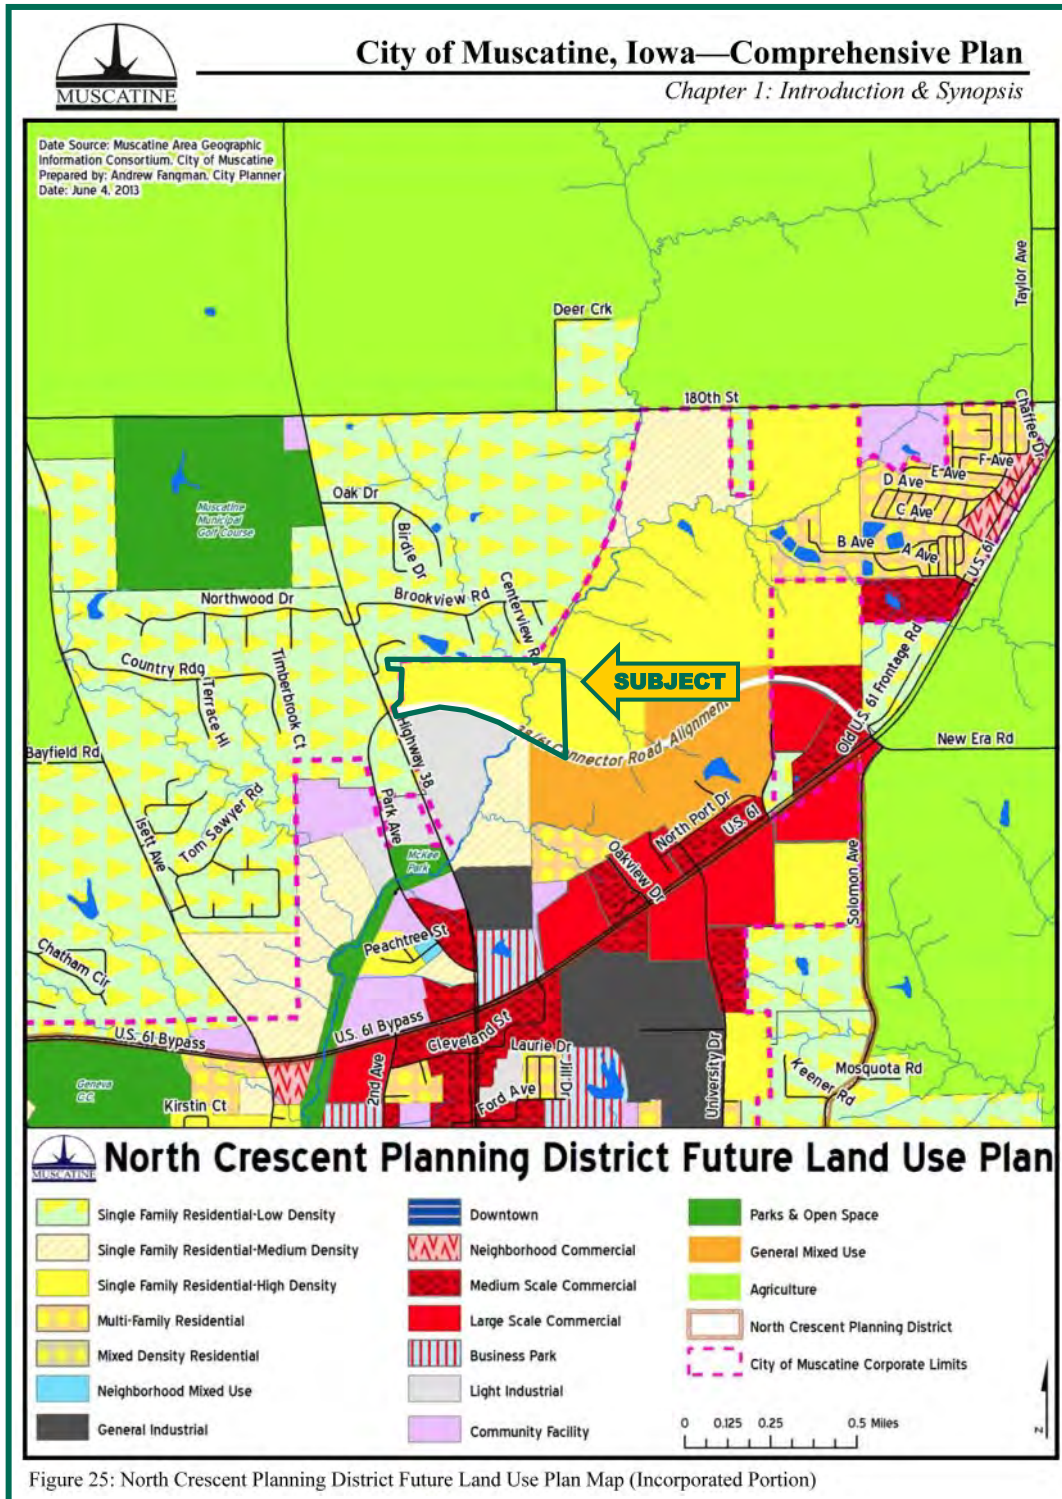 MUSCATINE
City of Muscatine, Iowa—Comprehensive Plan
Chapter 1: Introduction & Synopsis
Date Source: Muscatine Area Geographic
Information Consortium, City of Muscatine
Prepared by: Andrew Fangman, City Planner
Date: June 4, 2013
Taylor Ave
Deer Crk
180th St
Chaffee Dr
F Ave
E Ave
D Ave
C Ave
B Ave
A Ave
U.S. 61
Muscatine
Municipal
Golf Course
Oak Dr
Birdie Dr
Northwood Dr
Brookview Rd
Centerview R
Country Rdg
Terrace Hl
Timberbrook Ct
SUBJECT
Old U.S. 61 Frontage Rd
38/61 Connector Road Alignment
Highway 38
Bayfield Rd
New Era Rd
Isett Ave
Tom Sawyer Rd
Park Ave
North Port Dr
U.S. 61
McKee
Park
Oakview Dr
Solomon Ave
Peachtree St
Chatham Cir
U.S. 61 Bypass
U.S. 61 Bypass
Cleveland St
Laurie Dr
Jill Dr
2nd Ave
Ford Ave
University Dr
Keener Rd
Mosquota Rd
Geneva
C.C.
Kirstin Ct
MUSCATINE
North Crescent Planning District Future Land Use Plan
Single Family Residential-Low Density
Single Family Residential-Medium Density
Single Family Residential-High Density
Multi-Family Residential
Mixed Density Residential
Neighborhood Mixed Use
General Industrial
Downtown
Neighborhood Commercial
Medium Scale Commercial
Large Scale Commercial
Business Park
Light Industrial
Community Facility
Parks & Open Space
General Mixed Use
Agriculture
North Crescent Planning District
City of Muscatine Corporate Limits
0 0.125 0.25 0.5 Miles
N
Figure 25: North Crescent Planning District Future Land Use Plan Map (Incorporated Portion)